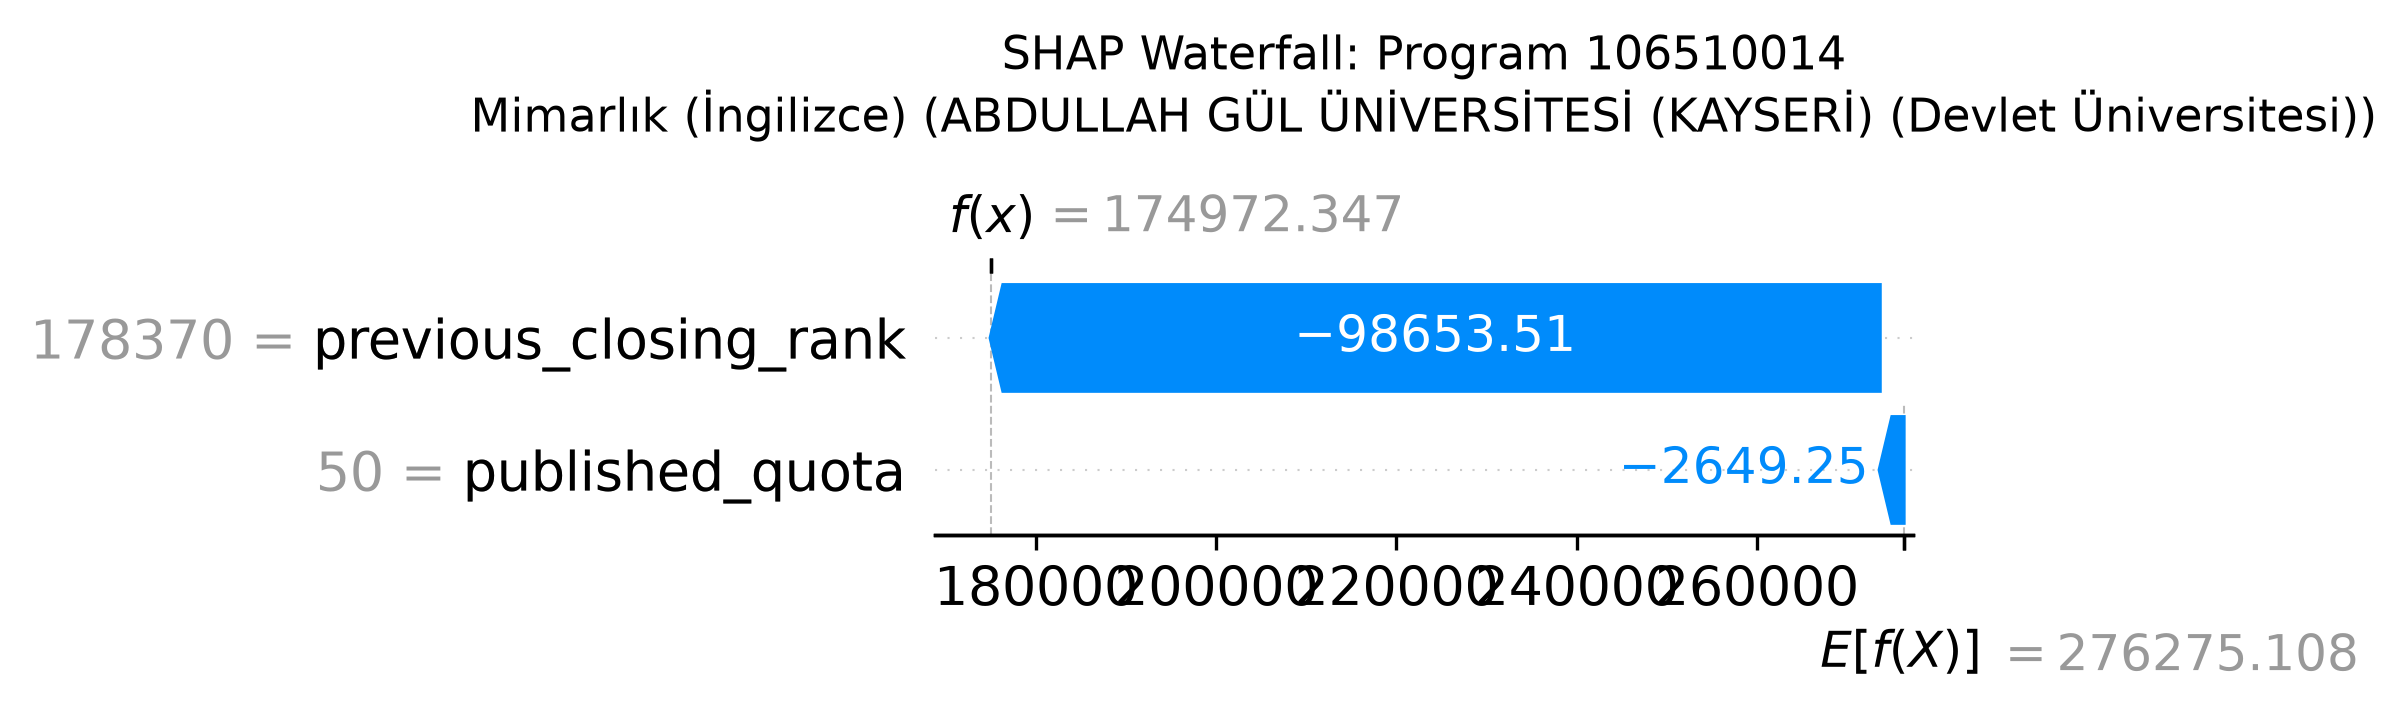 SHAP Waterfall: Program 106510014
Mimarlık (İngilizce) (ABDULLAH GÜL ÜNİVERSİTESİ (KAYSERİ) (Devlet Üniversitesi))
f(x) = 174972.347
178370 = previous_closing_rank
−98653.51
50 = published_quota
−2649.25
180000 200000 220000 240000 260000
E[f(X)] = 276275.108